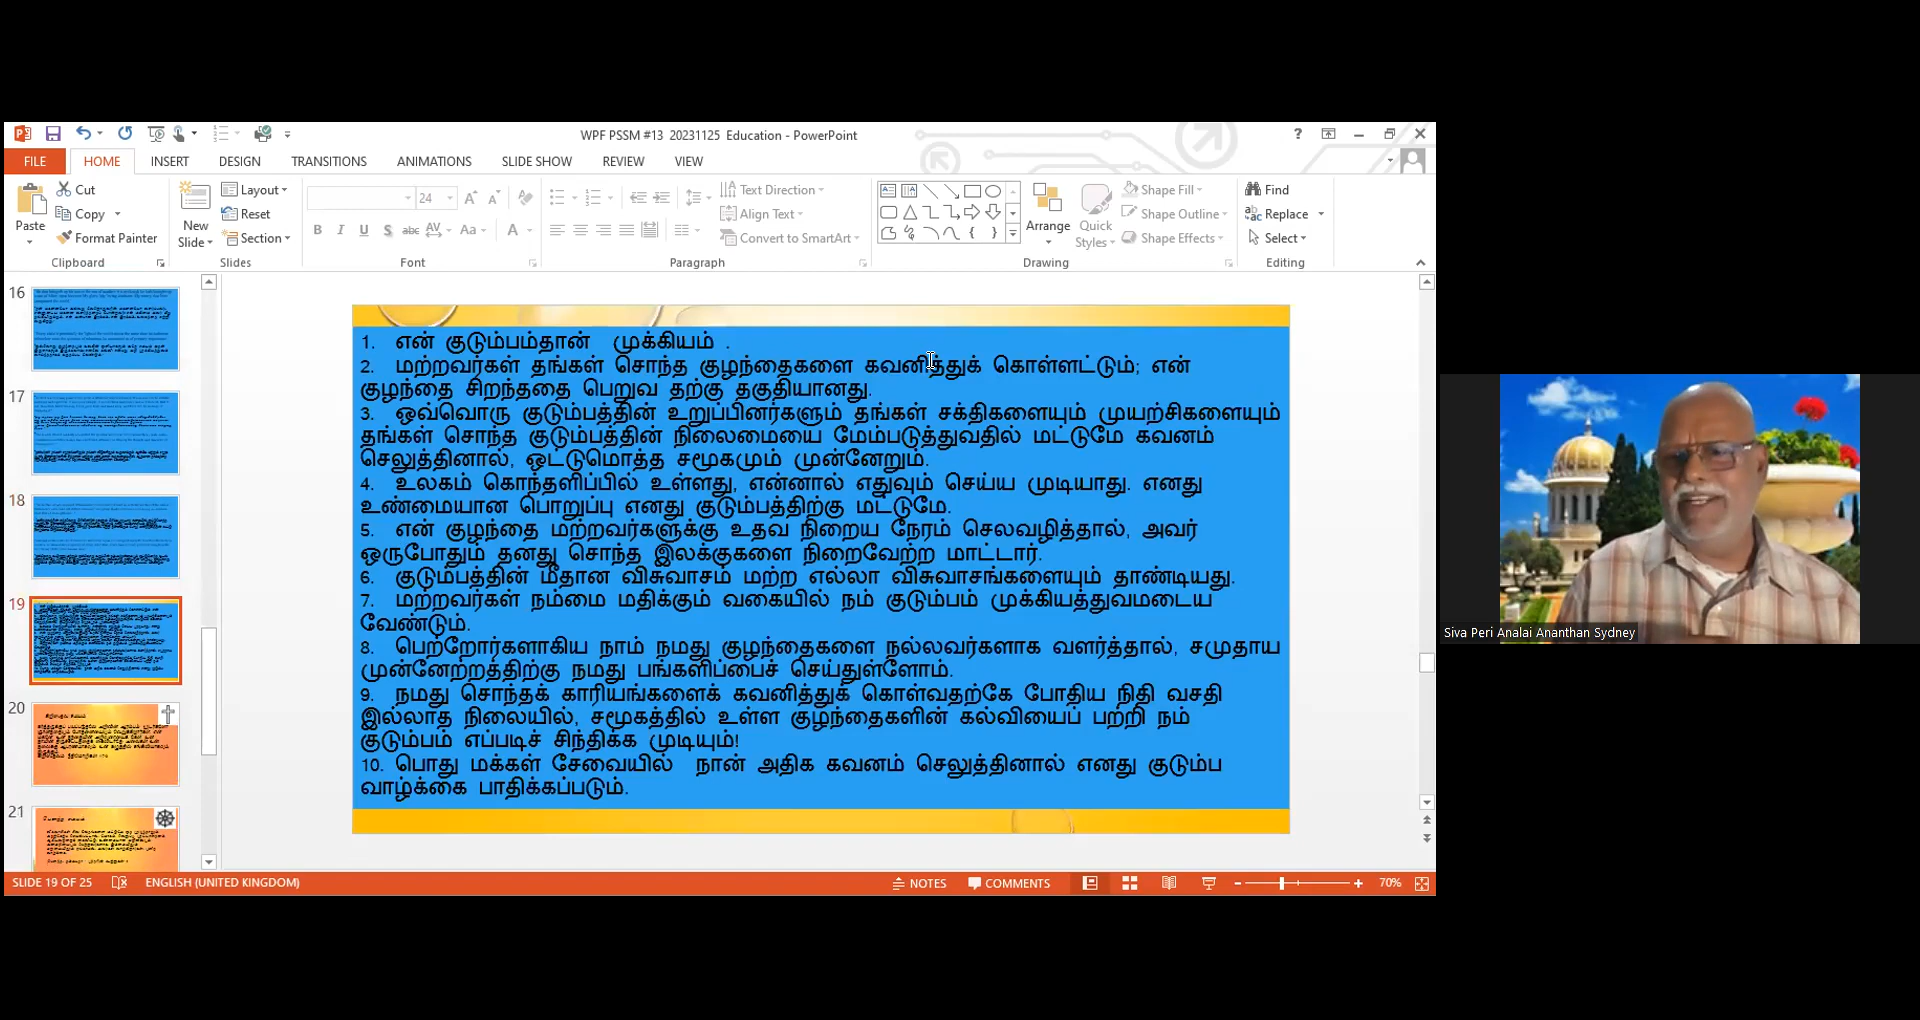 WPF PSSM #13 20231125 Education - PowerPoint
FILE HOME INSERT DESIGN TRANSITIONS ANIMATIONS SLIDE SHOW REVIEW VIEW
Paste
Cut
Copy
Format Painter
Clipboard
New
Slide
Layout
Reset
Section
Slides
24
Font
Text Direction
Align Text
Convert to SmartArt
Paragraph
Arrange
Quick
Styles
Shape Fill
Shape Outline
Shape Effects
Drawing
Find
Replace
Select
Editing
16
17
18
19
20
21
1. என் குடும்பம்தான் முக்கியம் .
2. மற்றவர்கள் தங்கள் சொந்த குழந்தைகளை கவனித்துக் கொள்ளட்டும்; என்
குழந்தை சிறந்ததை பெறுவ தற்கு தகுதியானது.
3. ஒவ்வொரு குடும்பத்தின் உறுப்பினர்களும் தங்கள் சக்திகளையும் முயற்சிகளையும்
தங்கள் சொந்த குடும்பத்தின் நிலைமையை மேம்படுத்துவதில் மட்டுமே கவனம்
செலுத்தினால், ஒட்டுமொத்த சமூகமும் முன்னேறும்.
4. உலகம் கொந்தளிப்பில் உள்ளது, என்னால் எதுவும் செய்ய முடியாது. எனது
உண்மையான பொறுப்பு எனது குடும்பத்திற்கு மட்டுமே.
5. என் குழந்தை மற்றவர்களுக்கு உதவ நிறைய நேரம் செலவழித்தால், அவர்
ஒருபோதும் தனது சொந்த இலக்குகளை நிறைவேற்ற மாட்டார்.
6. குடும்பத்தின் மீதான விசுவாசம் மற்ற எல்லா விசுவாசங்களையும் தாண்டியது.
7. மற்றவர்கள் நம்மை மதிக்கும் வகையில் நம் குடும்பம் முக்கியத்துவமடைய
வேண்டும்.
8. பெற்றோர்களாகிய நாம் நமது குழந்தைகளை நல்லவர்களாக வளர்த்தால், சமுதாய
முன்னேற்றத்திற்கு நமது பங்களிப்பைச் செய்துள்ளோம்.
9. நமது சொந்தக் காரியங்களைக் கவனித்துக் கொள்வதற்கே போதிய நிதி வசதி
இல்லாத நிலையில், சமூகத்தில் உள்ள குழந்தைகளின் கல்வியைப் பற்றி நம்
குடும்பம் எப்படிச் சிந்திக்க முடியும்!
10. பொது மக்கள் சேவையில் நான் அதிக கவனம் செலுத்தினால் எனது குடும்ப
வாழ்க்கை பாதிக்கப்படும்.
Siva Peri Analai Ananthan Sydney
SLIDE 19 OF 25 ENGLISH (UNITED KINGDOM) NOTES COMMENTS 70%